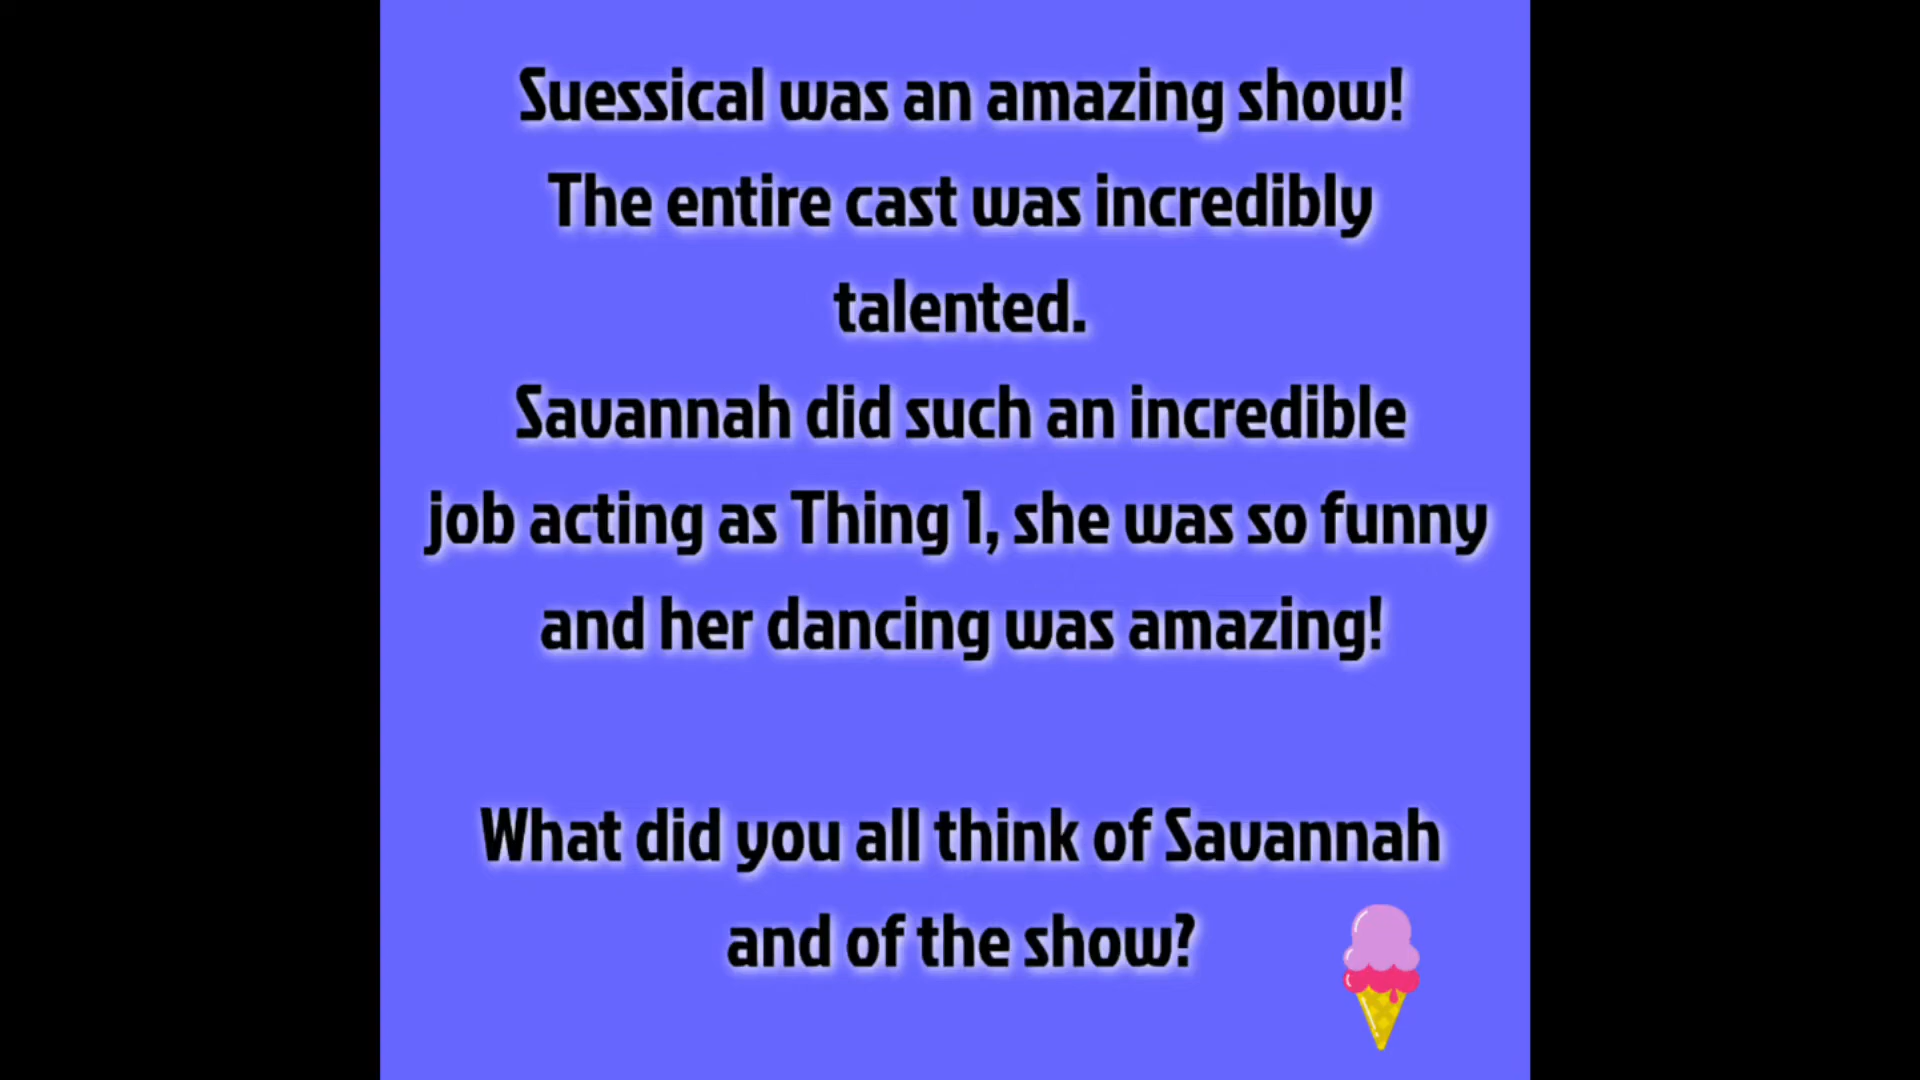 Suessical was an amazing show!
The entire cast was incredibly
talented.
Savannah did such an incredible
job acting as Thing 1, she was so funny
and her dancing was amazing!
What did you all think of Savannah
and of the show?